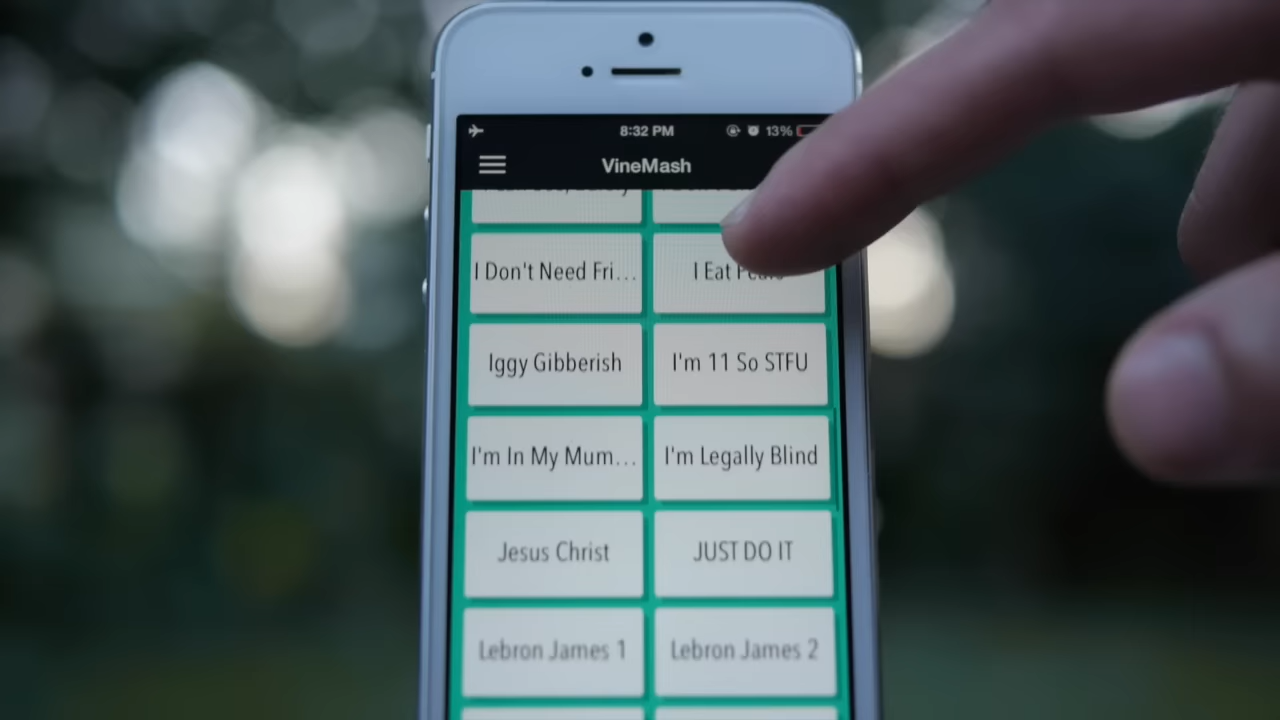 8:32 PM 13%
VineMash
I Don't Need Fri...
I Eat
Iggy Gibberish
I'm 11 So STFU
I'm In My Mum...
I'm Legally Blind
Jesus Christ
JUST DO IT
Lebron James 1
Lebron James 2